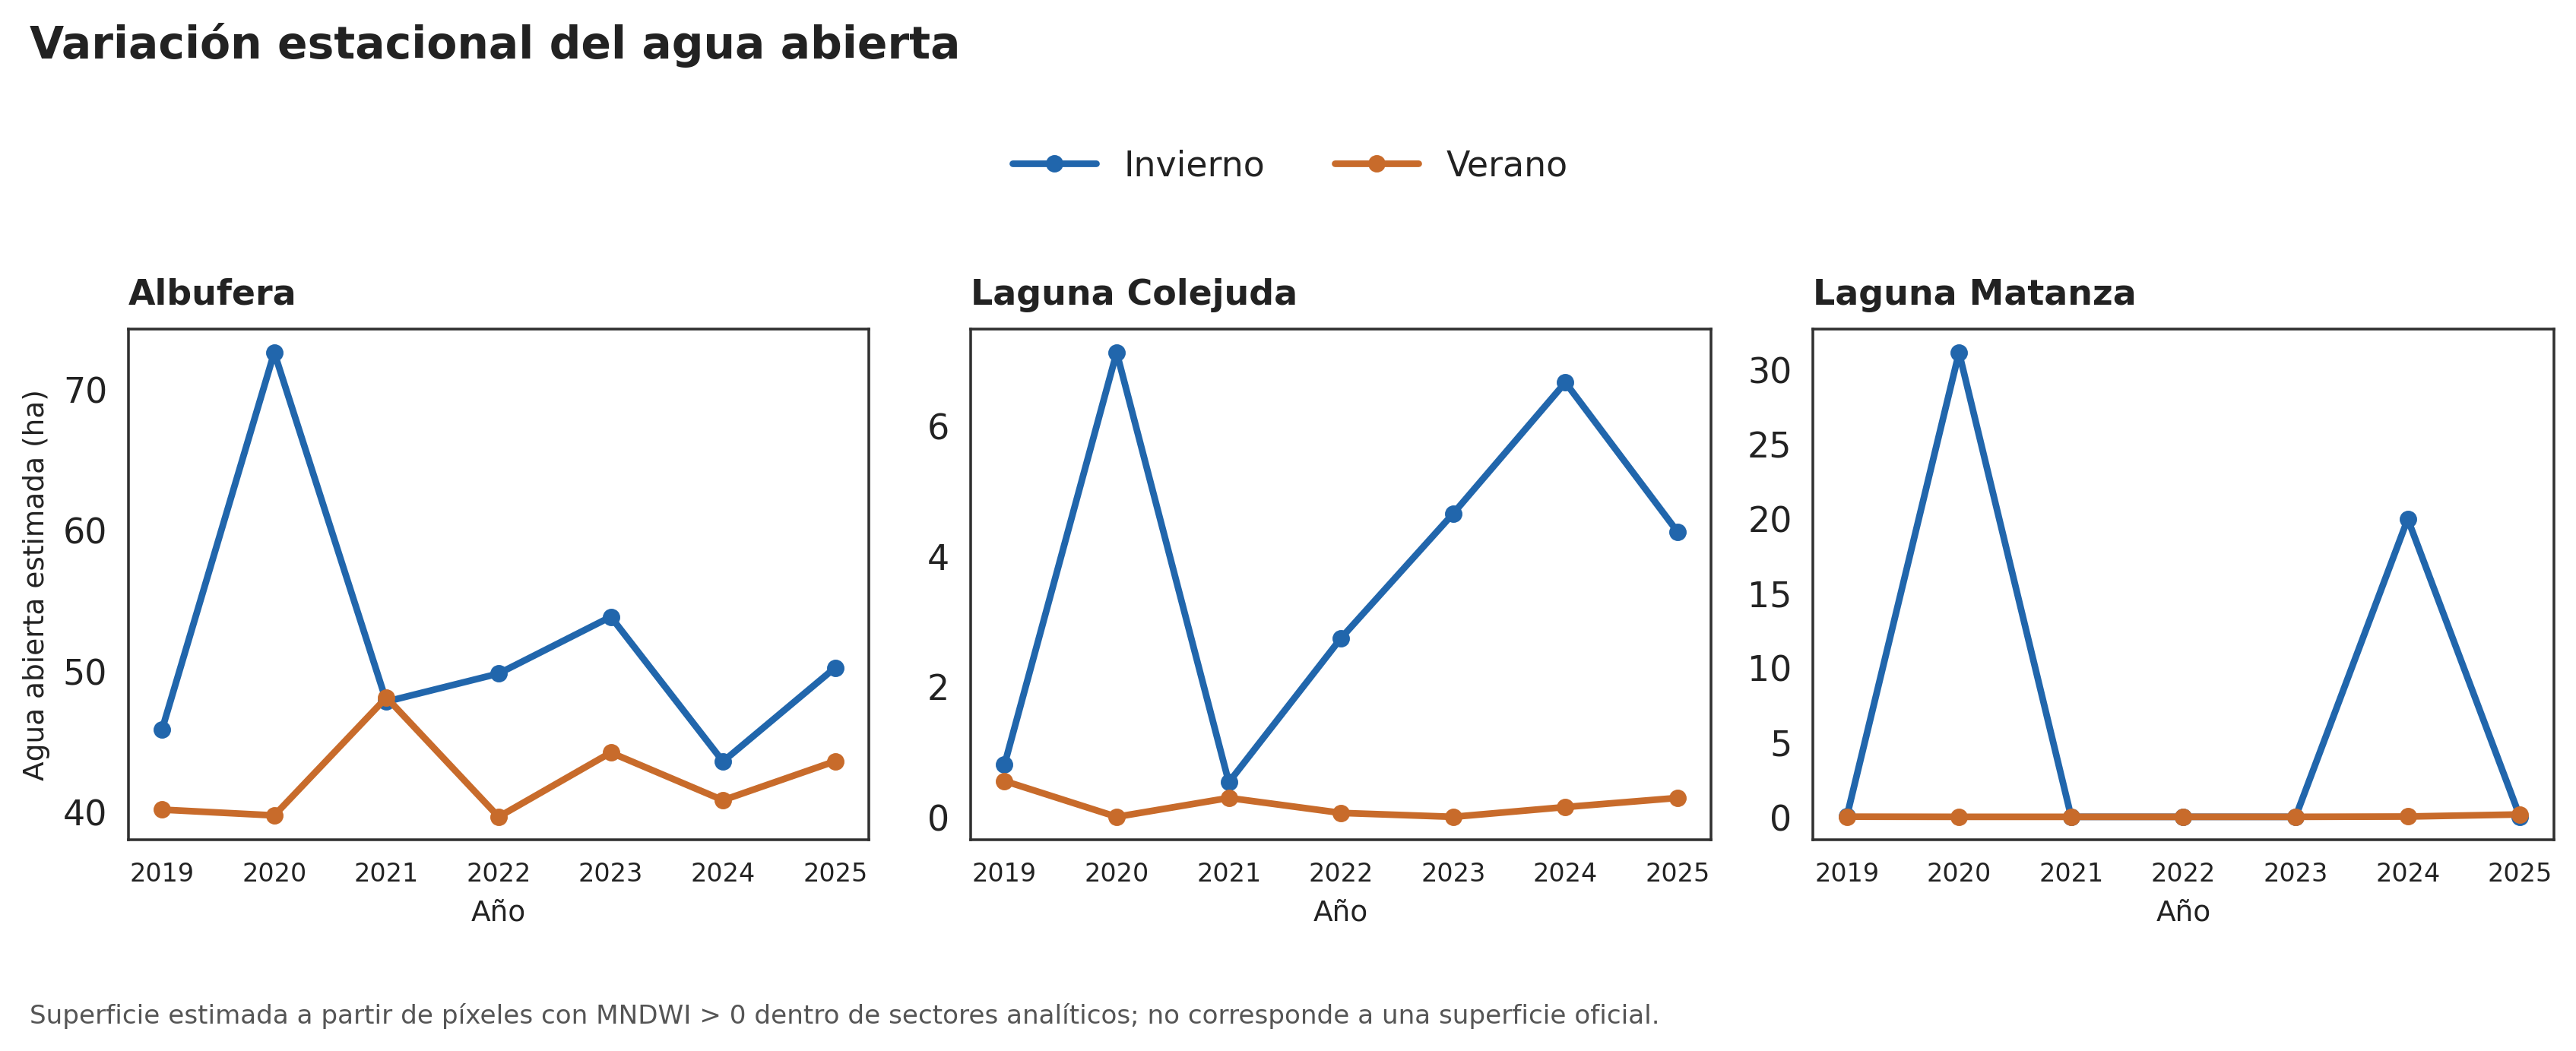 Variación estacional del agua abierta
Invierno
Verano
Albufera
Agua abierta estimada (ha)
70
60
50
40
2019 2020 2021 2022 2023 2024 2025
Año
Laguna Colejuda
6
4
2
0
2019 2020 2021 2022 2023 2024 2025
Año
Laguna Matanza
30
25
20
15
10
5
0
2019 2020 2021 2022 2023 2024 2025
Año
Superficie estimada a partir de píxeles con MNDWI > 0 dentro de sectores analíticos; no corresponde a una superficie oficial.